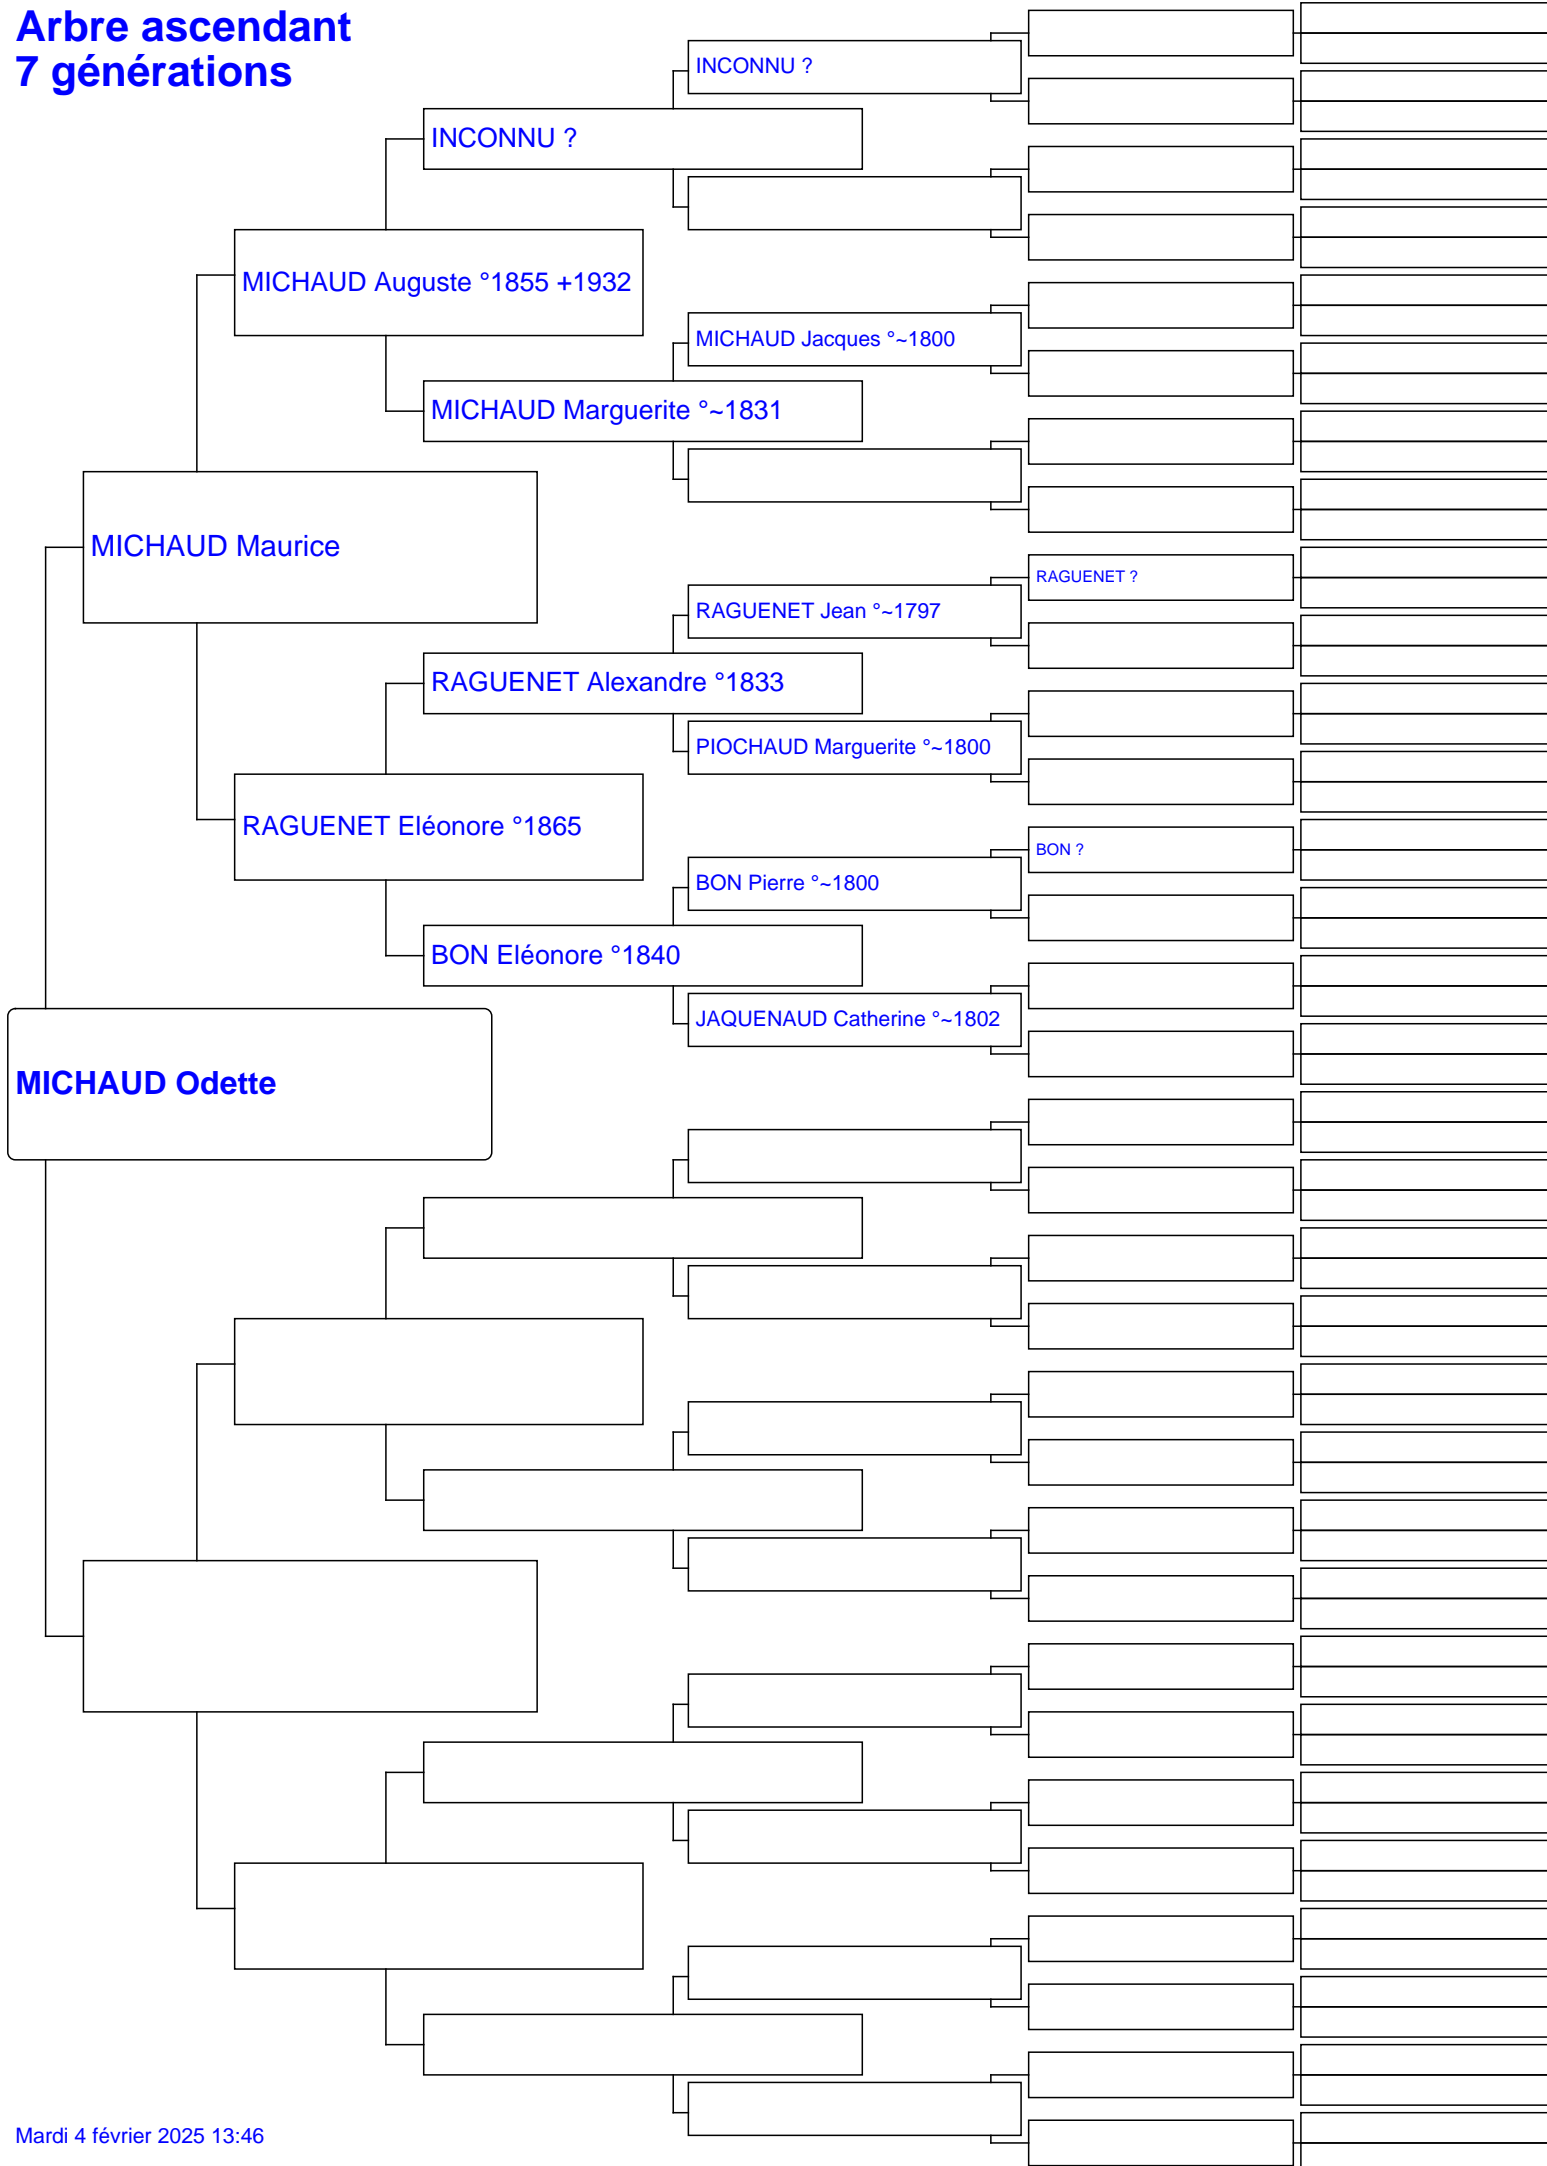 Arbre ascendant
7 générations
INCONNU ?
INCONNU ?
MICHAUD Auguste °1855 +1932
MICHAUD Jacques °~1800
MICHAUD Marguerite °~1831
MICHAUD Maurice
RAGUENET ?
RAGUENET Jean °~1797
RAGUENET Alexandre °1833
PIOCHAUD Marguerite °~1800
RAGUENET Eléonore °1865
BON ?
BON Pierre °~1800
BON Eléonore °1840
JAQUENAUD Catherine °~1802
MICHAUD Odette
Mardi 4 février 2025 13:46